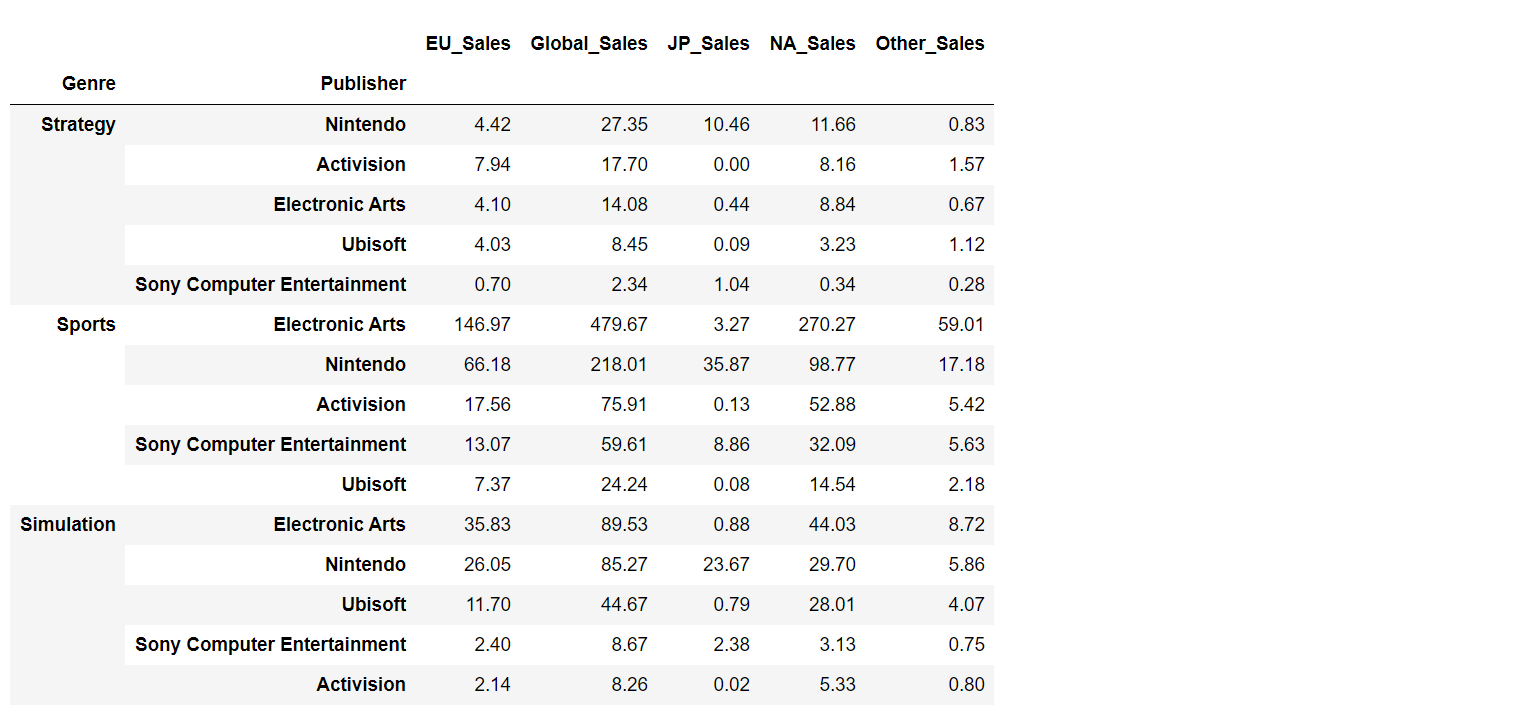 EU_Sales Global_Sales JP_Sales NA_Sales Other_Sales
Genre Publisher
Strategy Nintendo 4.42 27.35 10.46 11.66 0.83
Activision 7.94 17.70 0.00 8.16 1.57
Electronic Arts 4.10 14.08 0.44 8.84 0.67
Ubisoft 4.03 8.45 0.09 3.23 1.12
Sony Computer Entertainment 0.70 2.34 1.04 0.34 0.28
Sports Electronic Arts 146.97 479.67 3.27 270.27 59.01
Nintendo 66.18 218.01 35.87 98.77 17.18
Activision 17.56 75.91 0.13 52.88 5.42
Sony Computer Entertainment 13.07 59.61 8.86 32.09 5.63
Ubisoft 7.37 24.24 0.08 14.54 2.18
Simulation Electronic Arts 35.83 89.53 0.88 44.03 8.72
Nintendo 26.05 85.27 23.67 29.70 5.86
Ubisoft 11.70 44.67 0.79 28.01 4.07
Sony Computer Entertainment 2.40 8.67 2.38 3.13 0.75
Activision 2.14 8.26 0.02 5.33 0.80